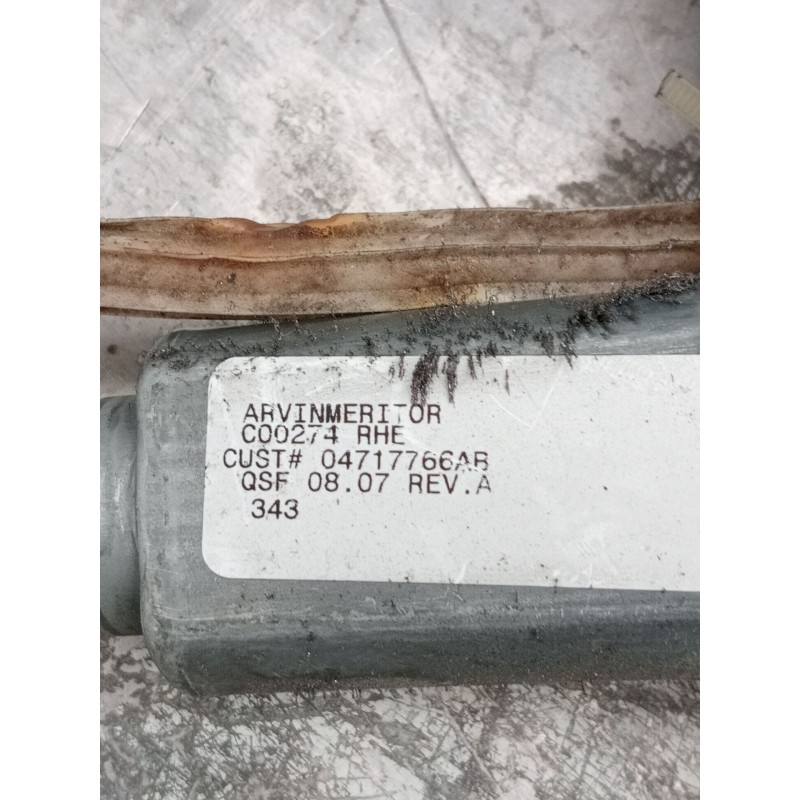 ARVINMERITOR
C00274 RHE
CUST# 04717766AB
QSF 08.07 REV.A
343